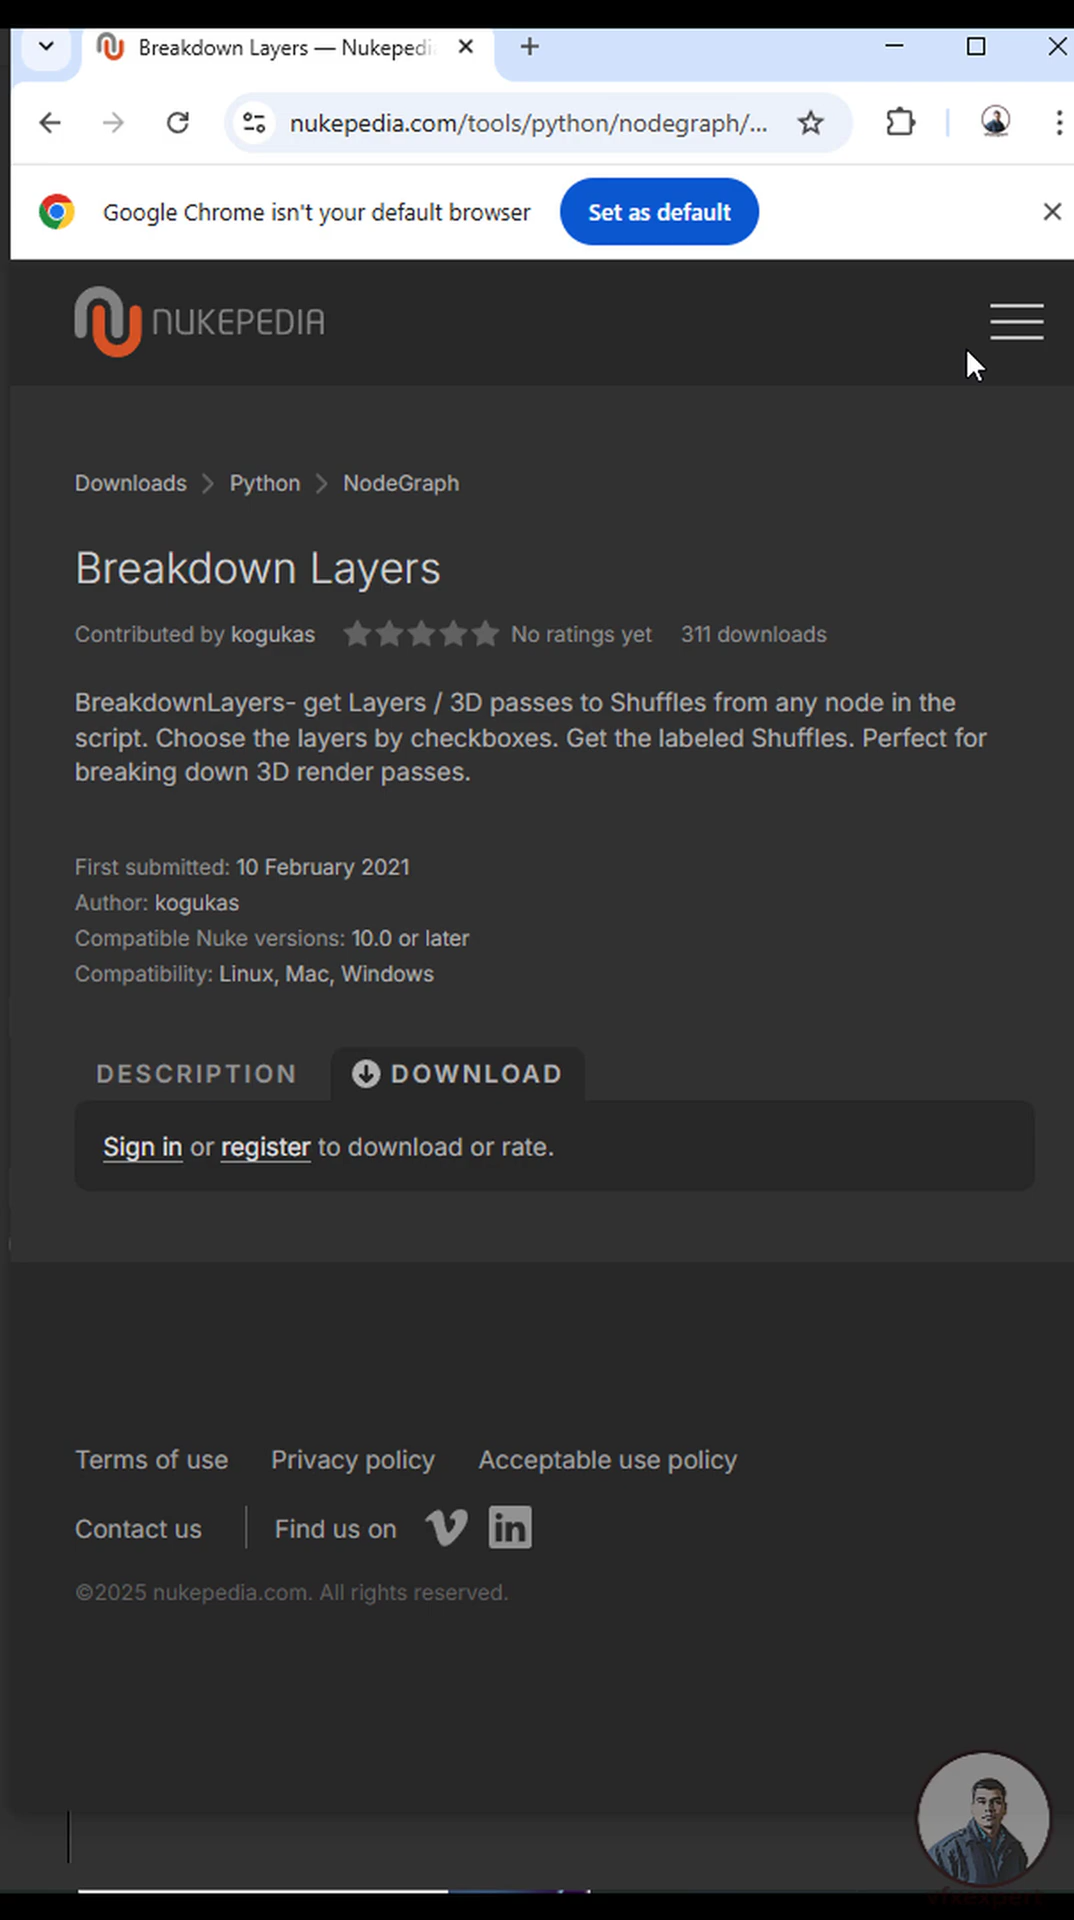 Breakdown Layers — Nukepedi
nukepedia.com/tools/python/nodegraph/...
Google Chrome isn't your default browser
Set as default
NUKEPEDIA
Downloads
Python
NodeGraph
Breakdown Layers
Contributed by kogukas
No ratings yet
311 downloads
BreakdownLayers- get Layers / 3D passes to Shuffles from any node in the
script. Choose the layers by checkboxes. Get the labeled Shuffles. Perfect for
breaking down 3D render passes.
First submitted: 10 February 2021
Author: kogukas
Compatible Nuke versions: 10.0 or later
Compatibility: Linux, Mac, Windows
DESCRIPTION
DOWNLOAD
Sign in or register to download or rate.
Terms of use
Privacy policy
Acceptable use policy
Contact us
Find us on
in
©2025 nukepedia.com. All rights reserved.
vfxexpert